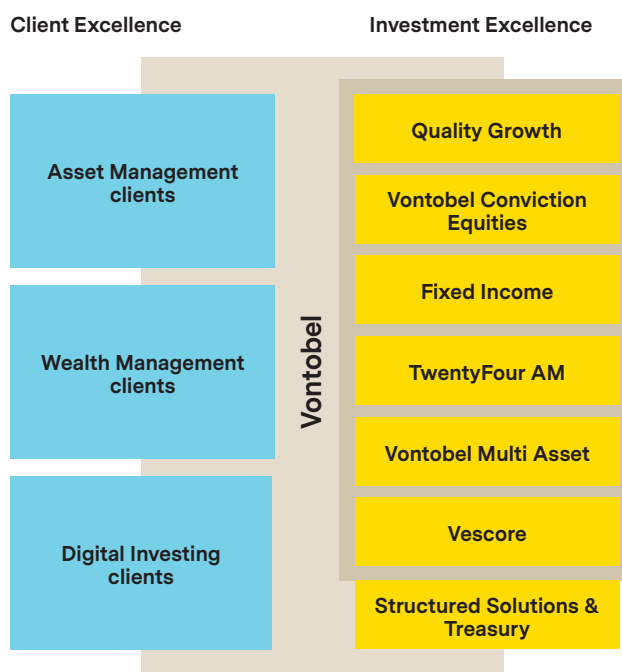 Client Excellence
Investment Excellence
Asset Management
clients
Wealth Management
clients
Digital Investing
clients
Vontobel
Quality Growth
Vontobel Conviction
Equities
Fixed Income
TwentyFour AM
Vontobel Multi Asset
Vescore
Structured Solutions &
Treasury